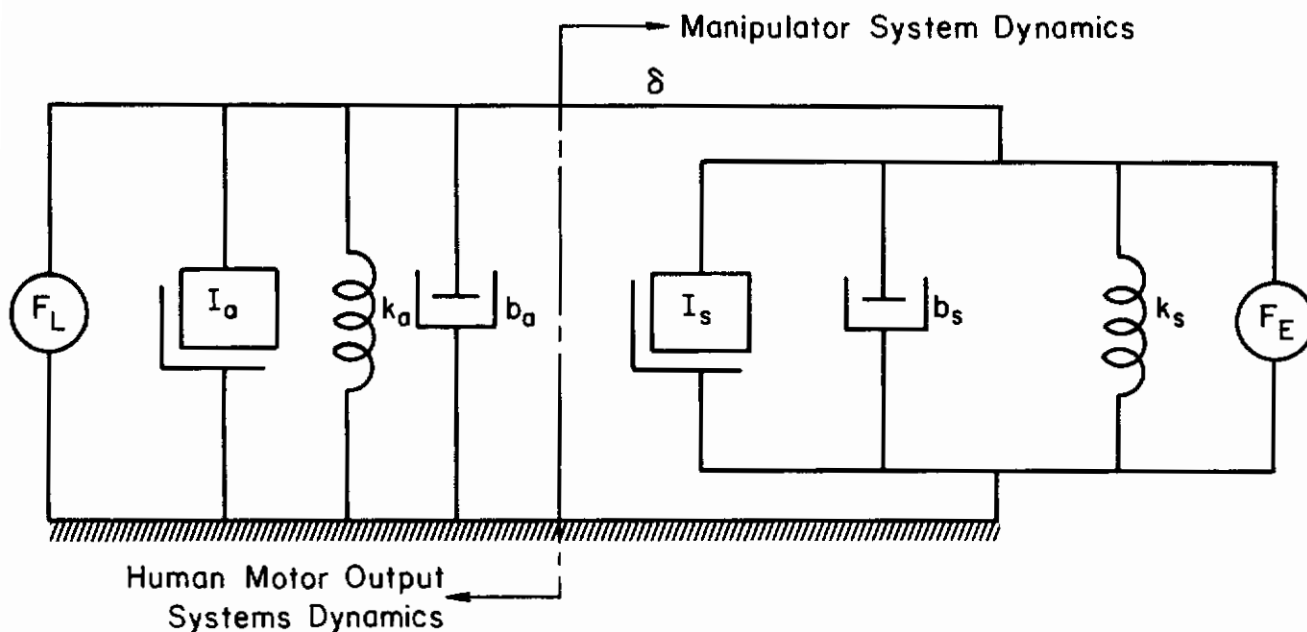 Manipulator System Dynamics
δ
F_L
I_a
k_a
b_a
I_s
b_s
k_s
F_E
Human Motor Output
Systems Dynamics